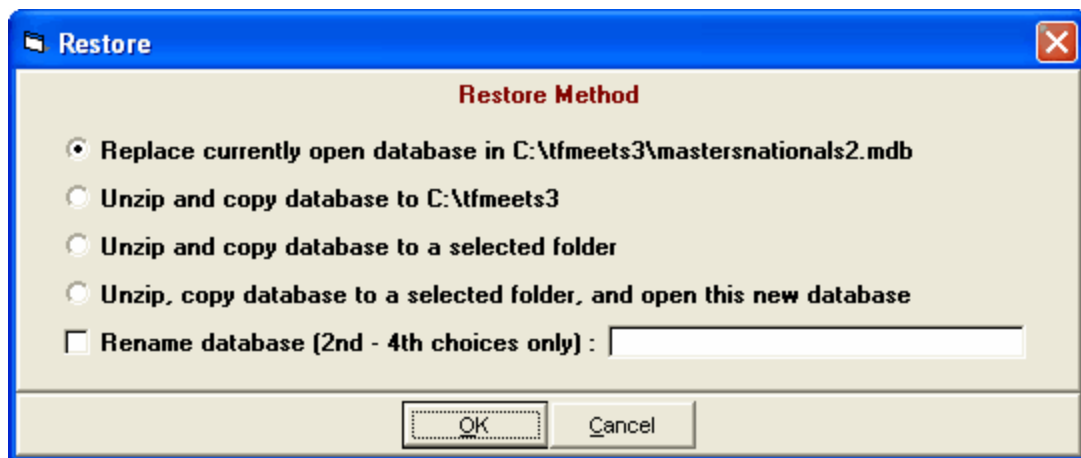 Restore
Restore Method
Replace currently open database in C:\tfmeets3\mastersnationals2.mdb
Unzip and copy database to C:\tfmeets3
Unzip and copy database to a selected folder
Unzip, copy database to a selected folder, and open this new database
Rename database (2nd - 4th choices only) :
OK Cancel